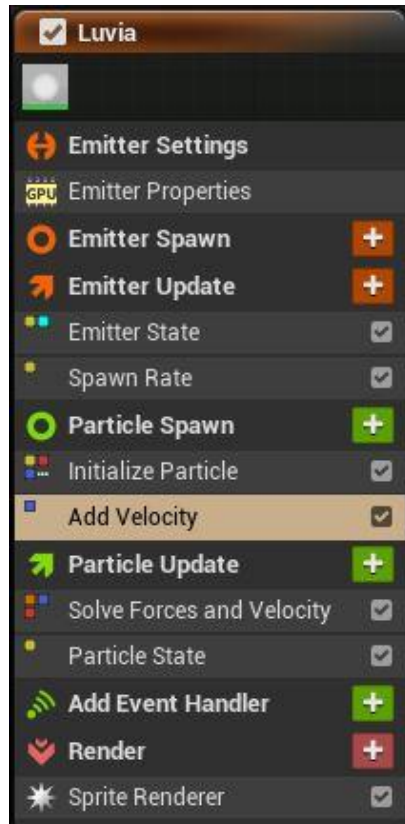 Luvia
Emitter Settings
GPU Emitter Properties
Emitter Spawn
Emitter Update
Emitter State
Spawn Rate
Particle Spawn
Initialize Particle
Add Velocity
Particle Update
Solve Forces and Velocity
Particle State
Add Event Handler
Render
Sprite Renderer